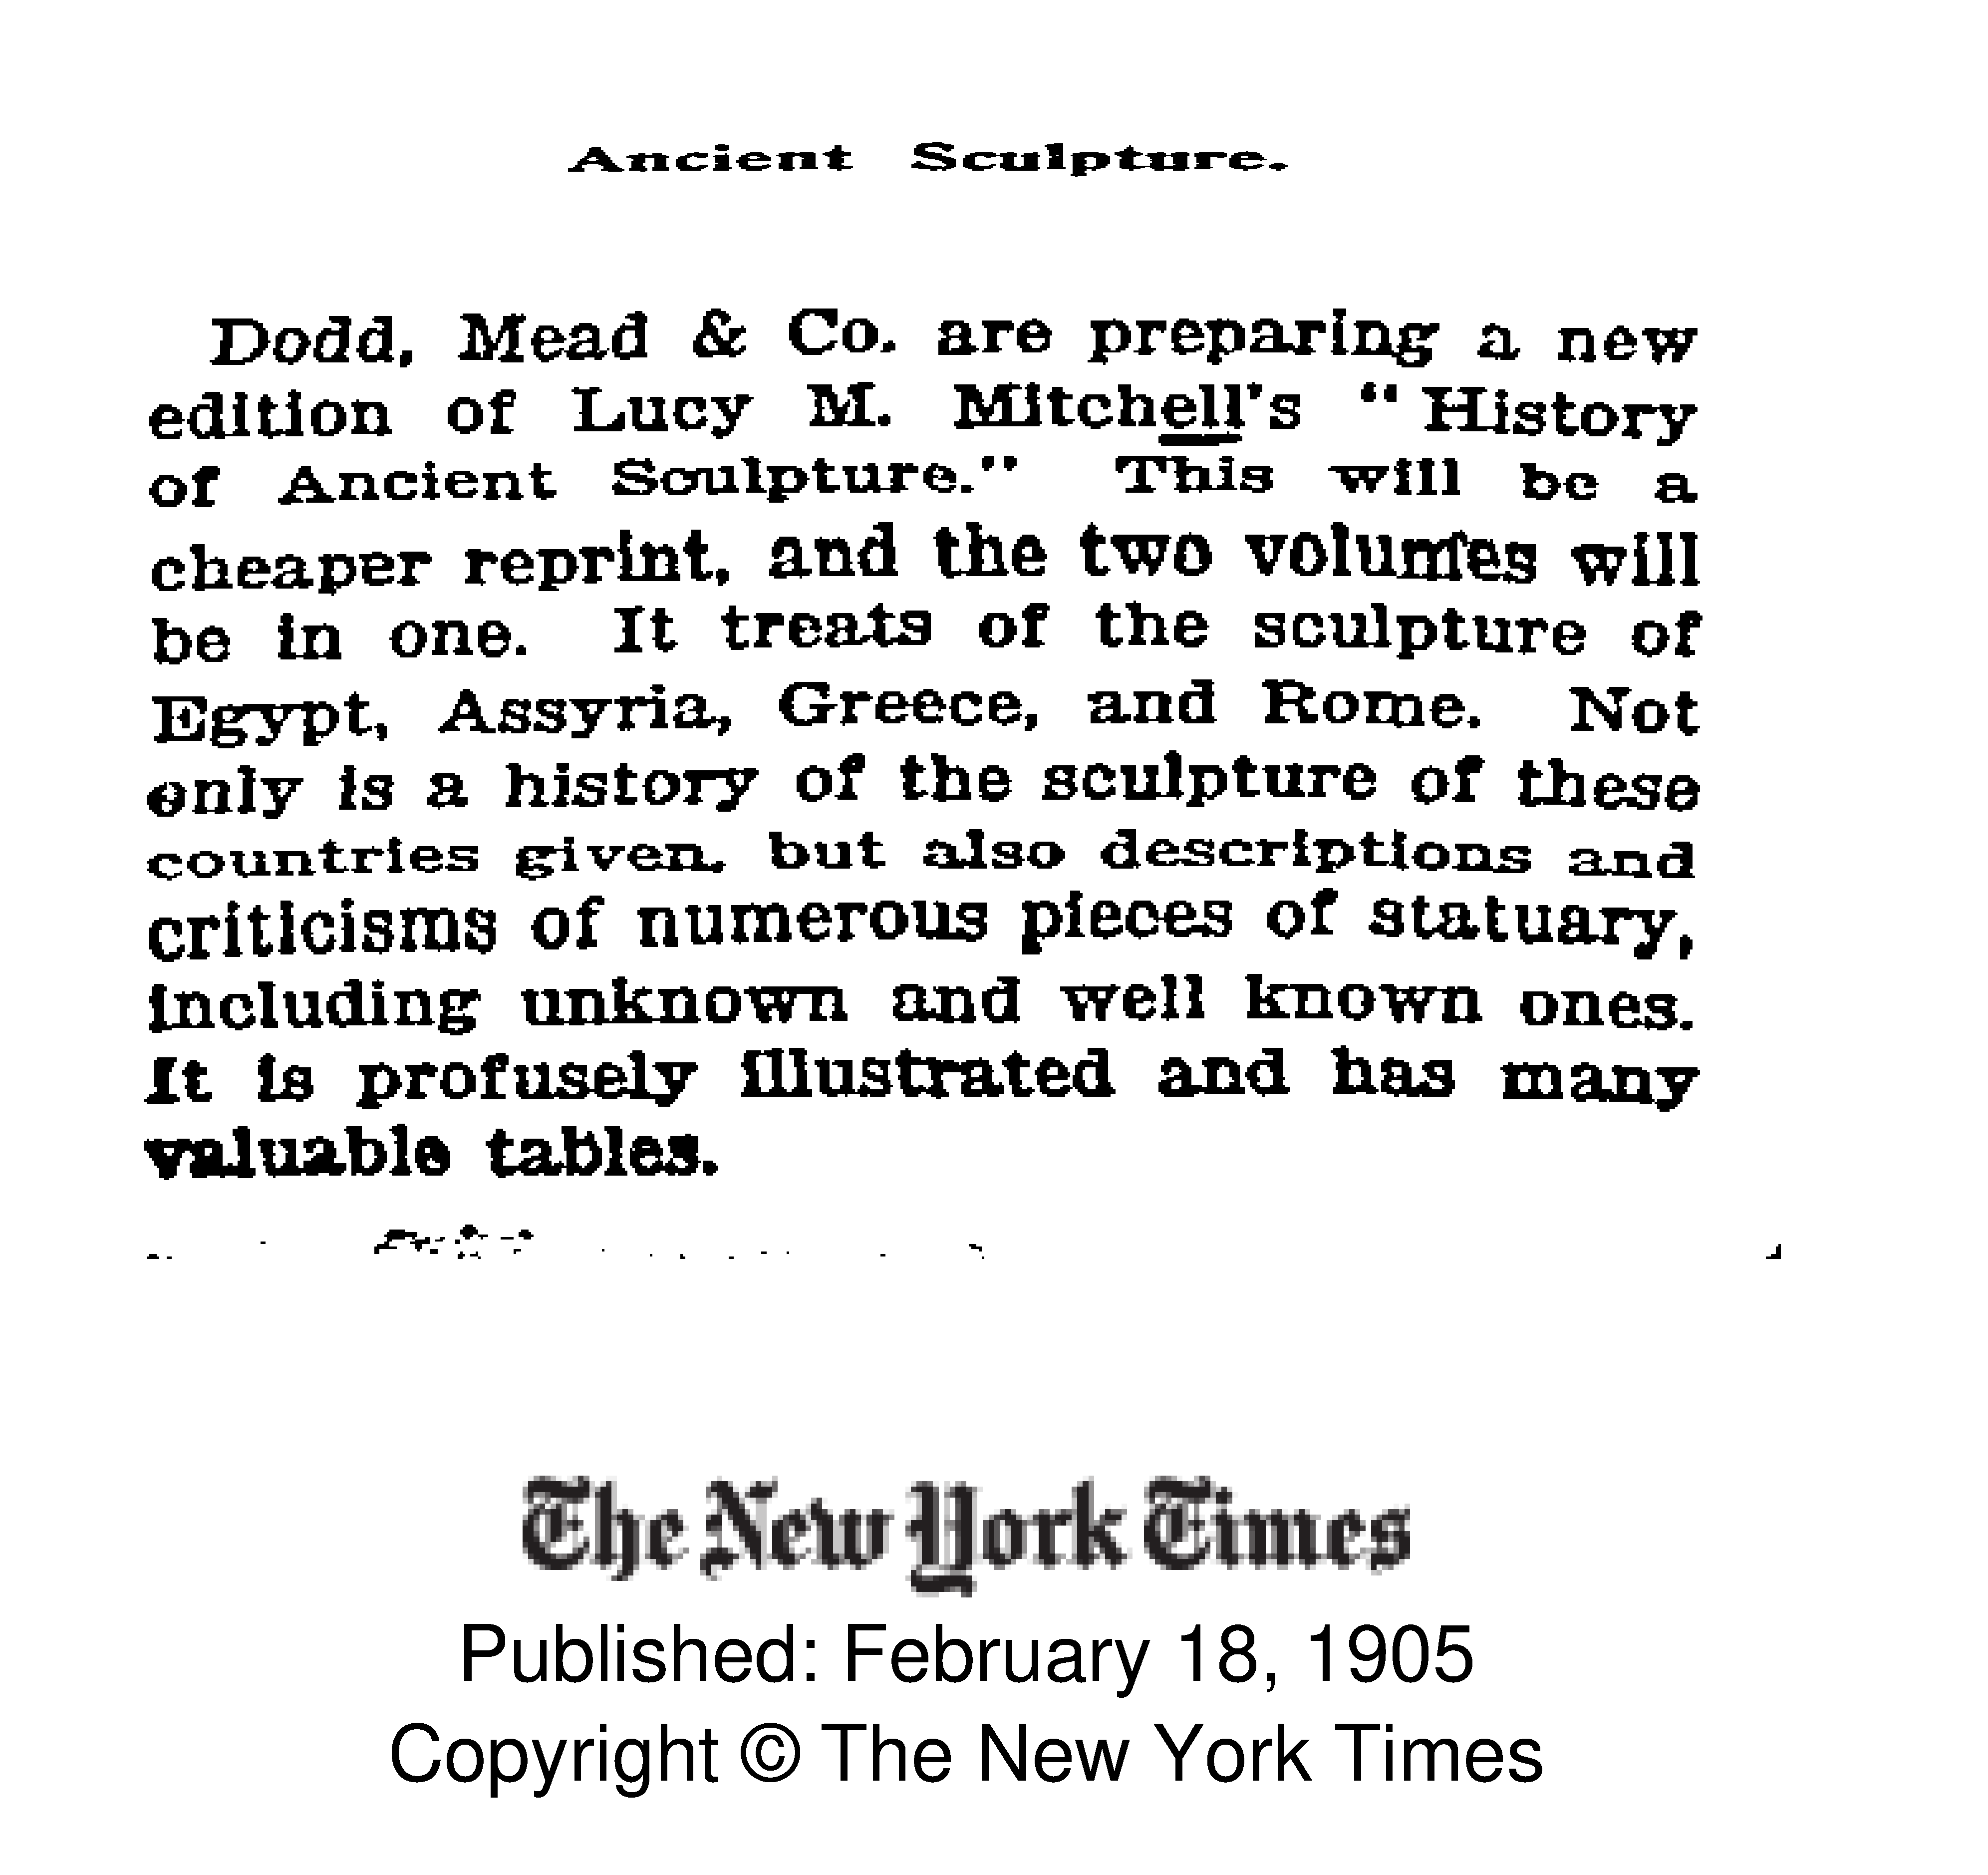 Ancient Sculpture.
Dodd, Mead & Co. are preparing a new
edition of Lucy M. Mitchell's "History
of Ancient Sculpture." This will be a
cheaper reprint, and the two volumes will
be in one. It treats of the sculpture of
Egypt, Assyria, Greece, and Rome. Not
only is a history of the sculpture of these
countries given, but also descriptions and
criticisms of numerous pieces of statuary,
including unknown and well known ones.
It is profusely illustrated and has many
valuable tables.
The New York Times
Published: February 18, 1905
Copyright © The New York Times